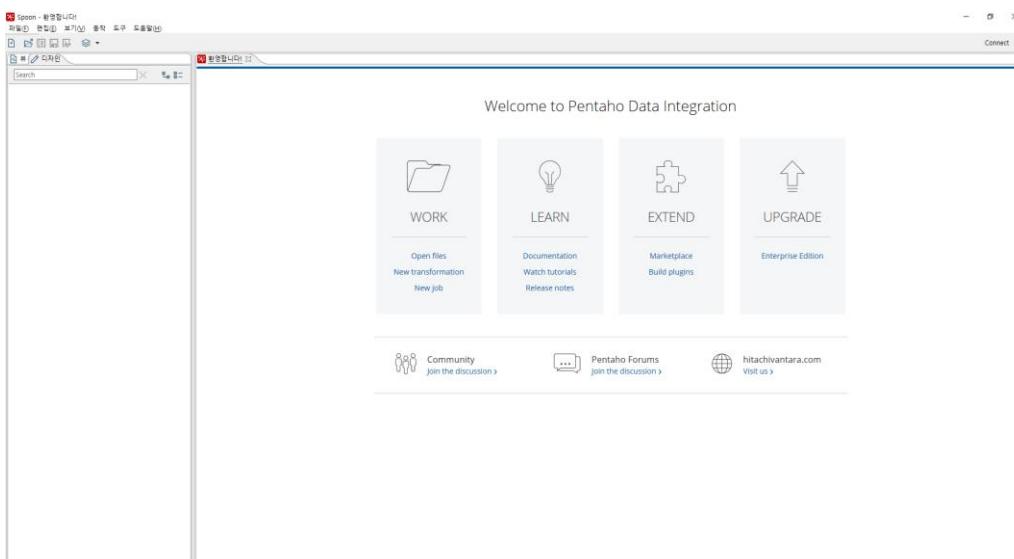 Spoon - 환영합니다!
파일(F) 편집(E) 보기(V) 동작 도구 도움말(H)
Connect
뷰 디자인
환영합니다!
Search
Welcome to Pentaho Data Integration
WORK
Open files
New transformation
New job
LEARN
Documentation
Watch tutorials
Release notes
EXTEND
Marketplace
Build plugins
UPGRADE
Enterprise Edition
Community
Join the discussion >
Pentaho Forums
Join the discussion >
hitachivantara.com
Visit us >